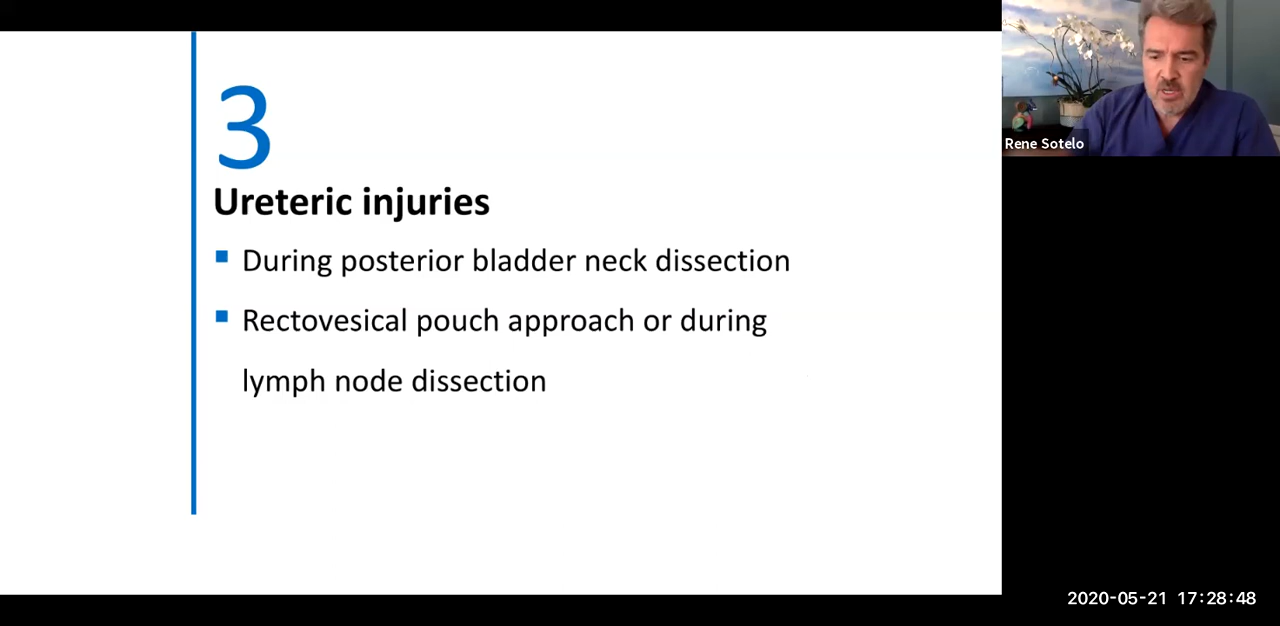 3
Ureteric injuries
▪ During posterior bladder neck dissection
▪ Rectovesical pouch approach or during
lymph node dissection
Rene Sotelo
2020-05-21 17:28:48